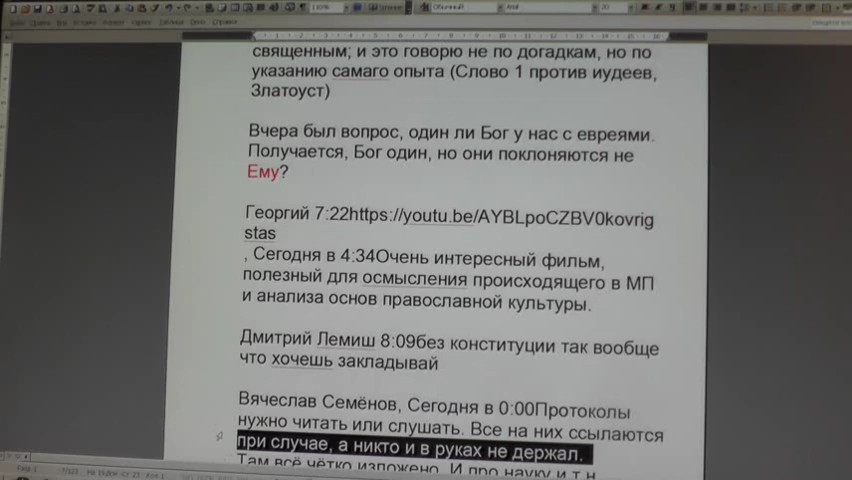 Обычный
Arial
20
священным; и это говорю не по догадкам, но по
указанию самаго опыта (Слово 1 против иудеев,
Златоуст)
Вчера был вопрос, один ли Бог у нас с евреями.
Получается, Бог один, но они поклоняются не
Ему?
Георгий 7:22https://youtu.be/AYBLpoCZBV0kovrig
stas
, Сегодня в 4:34Очень интересный фильм,
полезный для осмысления происходящего в МП
и анализа основ православной культуры.
Дмитрий Лемиш 8:09без конституции так вообще
что хочешь закладывай
Вячеслав Семёнов, Сегодня в 0:00Протоколы
нужно читать или слушать. Все на них ссылаются
при случае, а никто и в руках не держал.
Там всё чётко изложено. И про науку и т.н